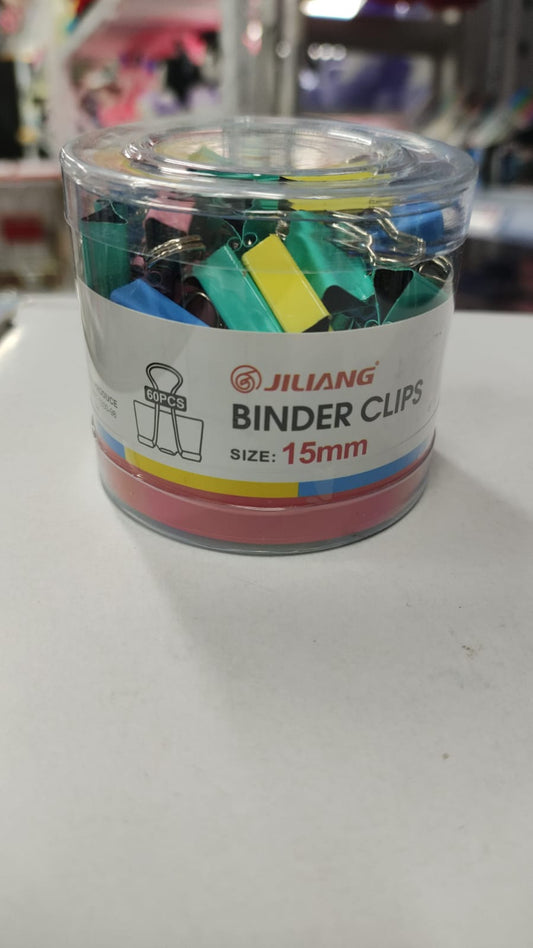 60PCS
JILIANG
BINDER CLIPS
SIZE: 15mm